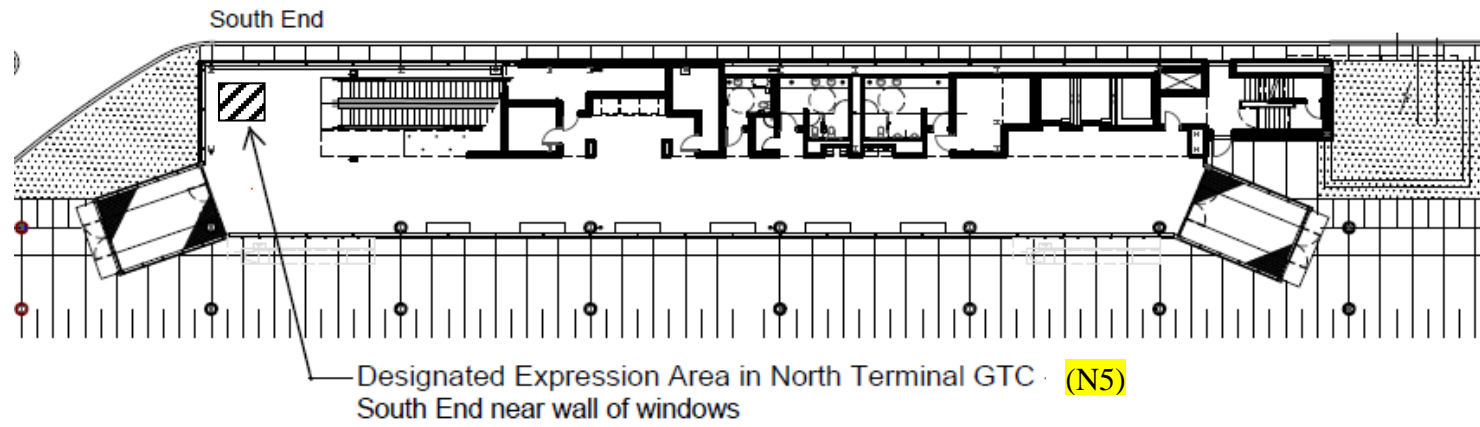 South End
Designated Expression Area in North Terminal GTC (N5)
South End near wall of windows